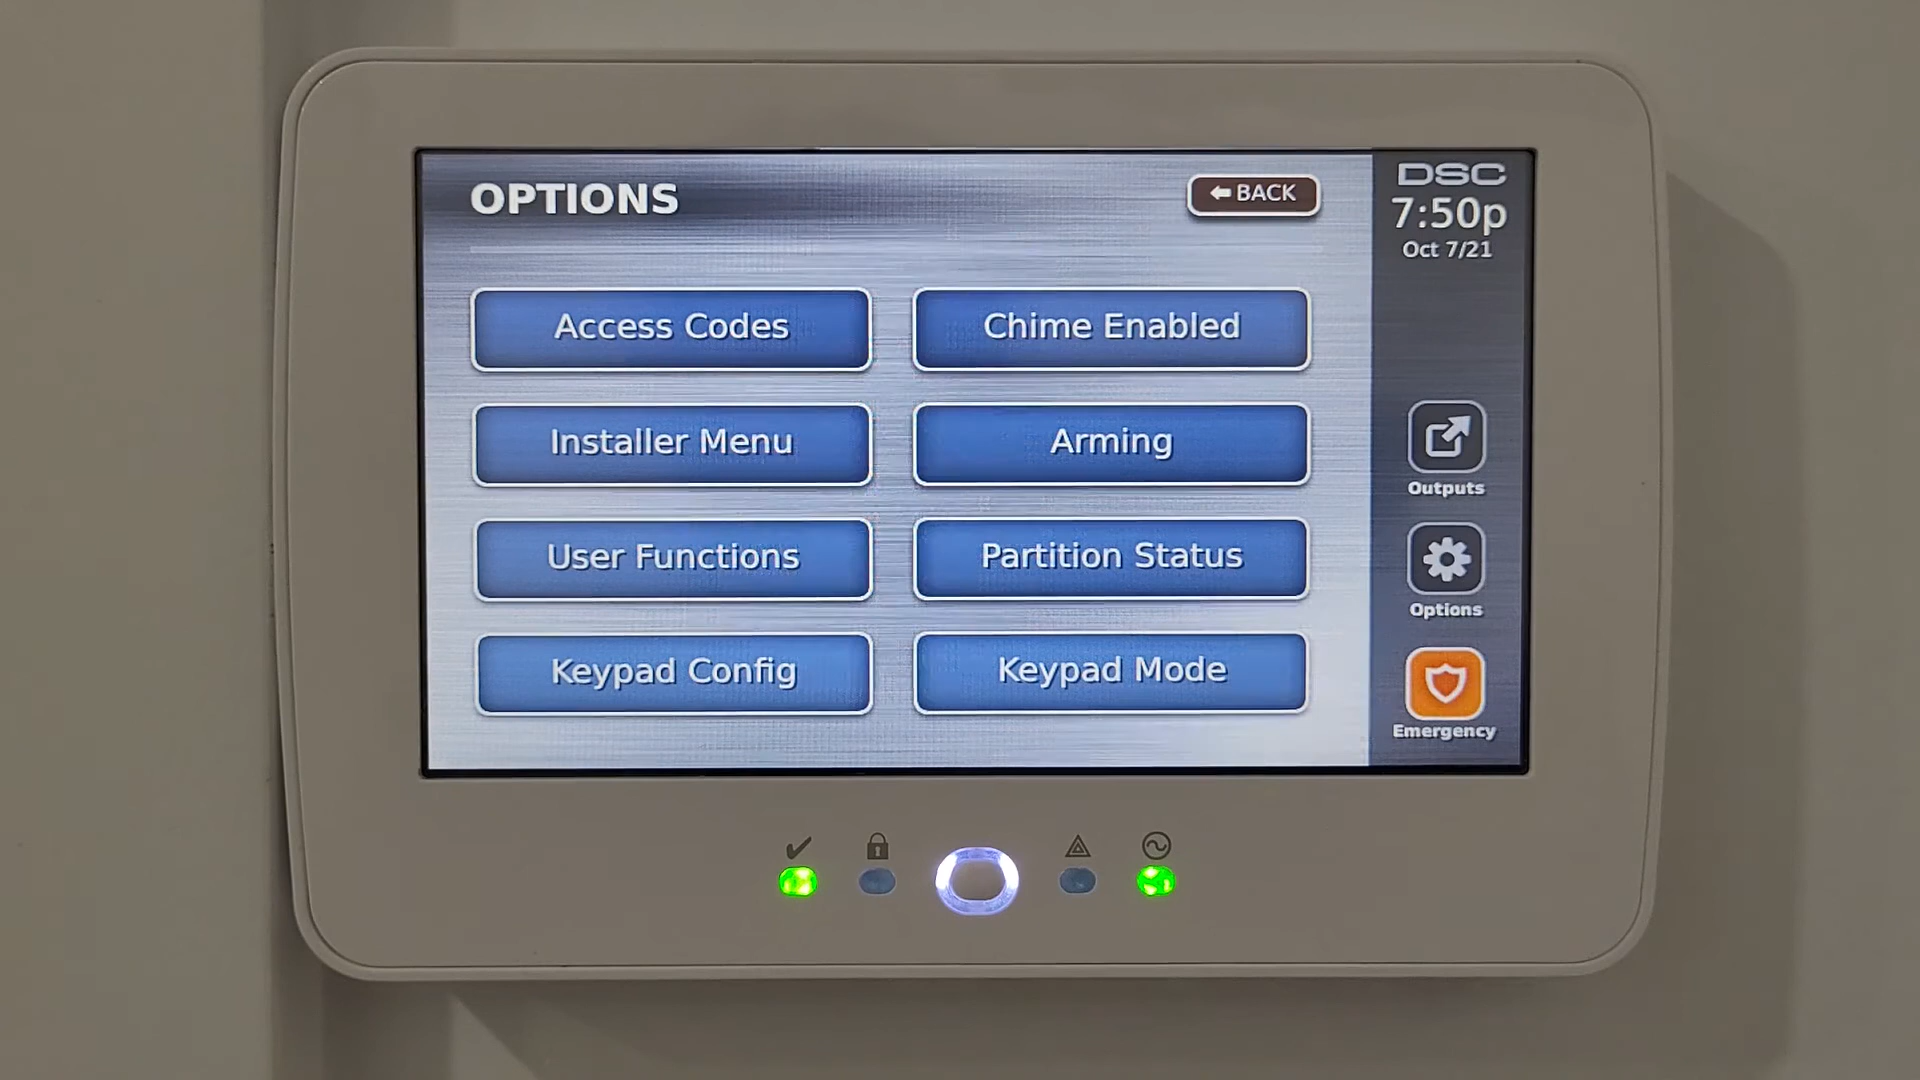 OPTIONS
BACK
DSC
7:50p
Oct 7/21
Access Codes
Chime Enabled
Installer Menu
Arming
User Functions
Partition Status
Keypad Config
Keypad Mode
Outputs
Options
Emergency